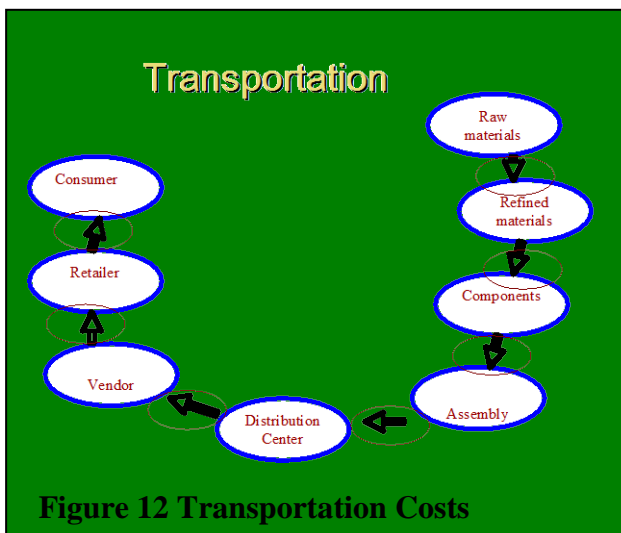 Transportation
Raw
materials
Refined
materials
Components
Assembly
Distribution
Center
Vendor
Retailer
Consumer
Figure 12 Transportation Costs